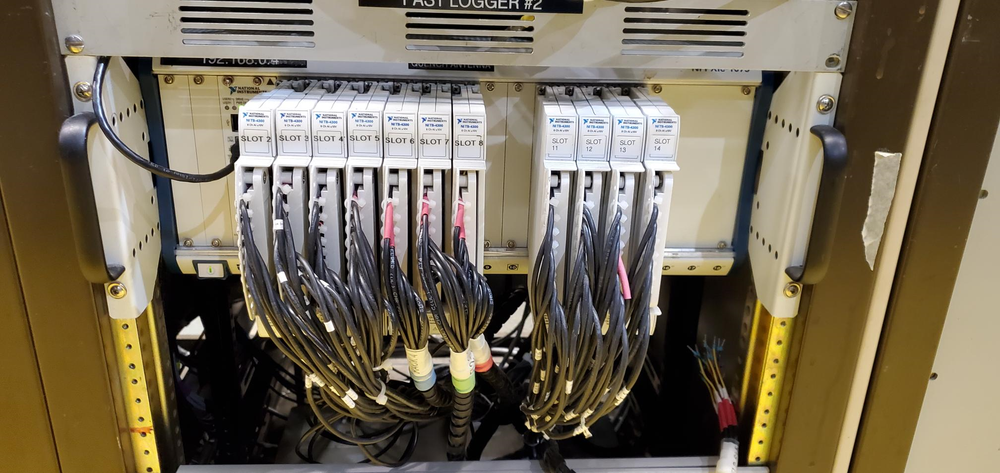 FAST LOGGER #2
192.168.0.4
QUENCH ANTENNA
NATIONAL INSTRUMENTS
USER2 DRIVE
USER1 PWR OK
NATIONAL INSTRUMENTS
NI TB-4300
8 Ch AI ±10V
SLOT 2
NATIONAL INSTRUMENTS
NI TB-4300
8 Ch AI ±10V
SLOT 3
NATIONAL INSTRUMENTS
NI TB-4300
8 Ch AI ±10V
SLOT 4
NATIONAL INSTRUMENTS
NI TB-4300
8 Ch AI ±10V
SLOT 5
NATIONAL INSTRUMENTS
NI TB-4300
8 Ch AI ±10V
SLOT 6
NATIONAL INSTRUMENTS
NI TB-4300
8 Ch AI ±10V
SLOT 7
NATIONAL INSTRUMENTS
NI TB-4300
8 Ch AI ±10V
SLOT 8
NATIONAL INSTRUMENTS
NI TB-4300
8 Ch AI ±10V
SLOT
11
NATIONAL INSTRUMENTS
NI TB-4300
8 Ch AI ±10V
SLOT
12
NATIONAL INSTRUMENTS
NI TB-4300
8 Ch AI ±10V
SLOT
13
NATIONAL INSTRUMENTS
NI TB-4300
8 Ch AI ±10V
SLOT
14
9 10 16 17 18